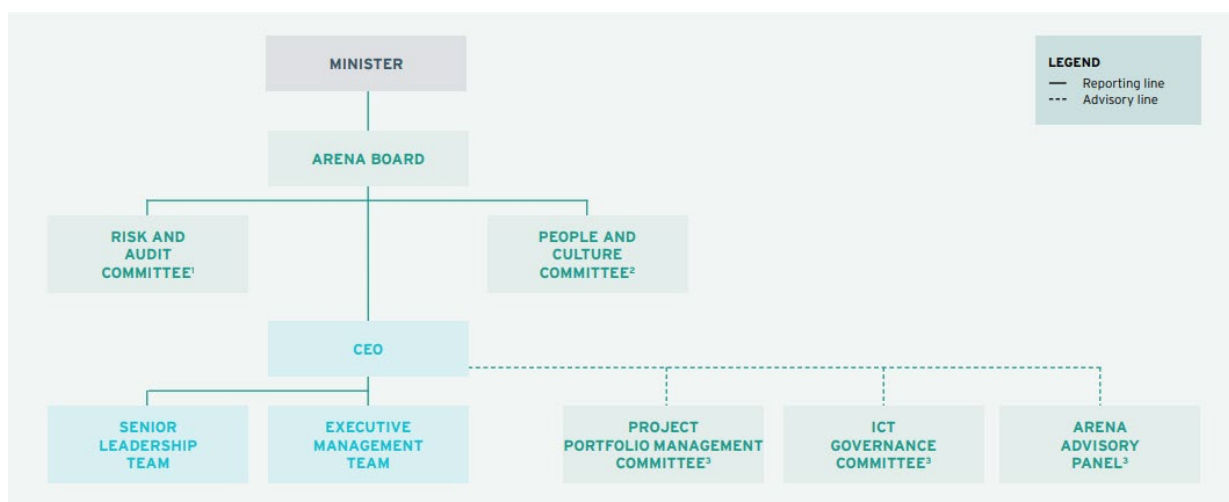 MINISTER
LEGEND
Reporting line
Advisory line
ARENA BOARD
RISK AND
AUDIT
COMMITTEE¹
PEOPLE AND
CULTURE
COMMITTEE²
CEO
SENIOR
LEADERSHIP
TEAM
EXECUTIVE
MANAGEMENT
TEAM
PROJECT
PORTFOLIO MANAGEMENT
COMMITTEE³
ICT
GOVERNANCE
COMMITTEE³
ARENA
ADVISORY
PANEL³